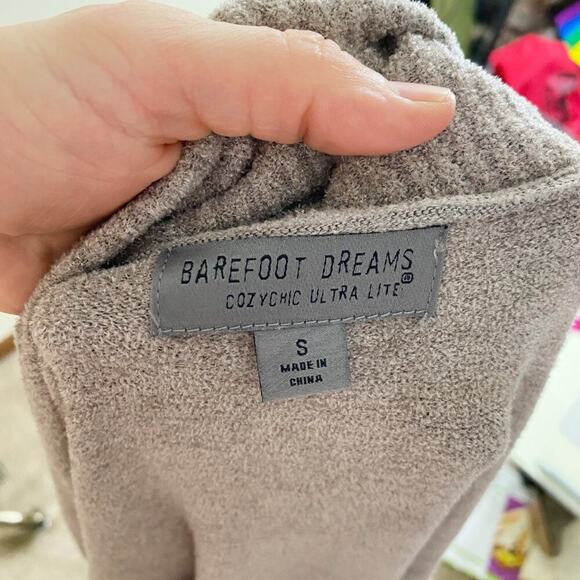 BAREFOOT DREAMS
COZYCHIC ULTRA LITE®
S
MADE IN
CHINA